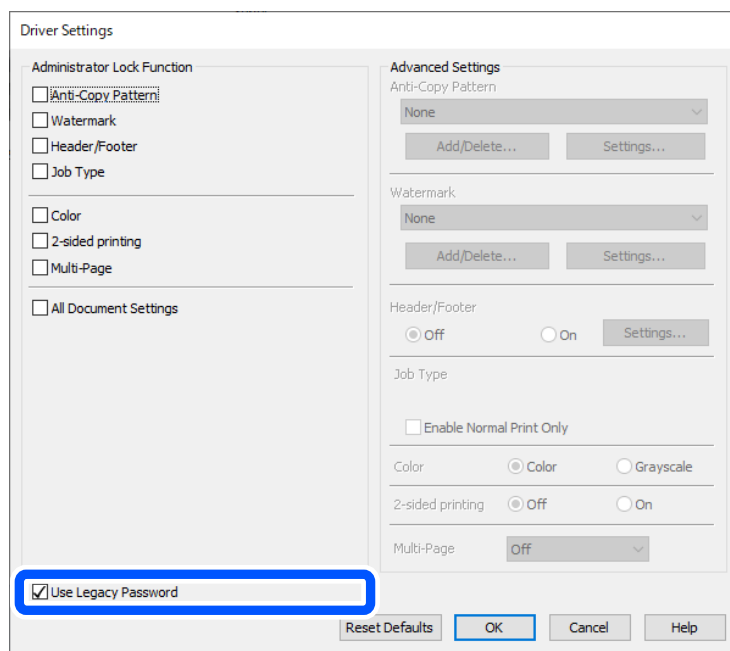 Driver Settings
Administrator Lock Function
Anti-Copy Pattern
Watermark
Header/Footer
Job Type
Color
2-sided printing
Multi-Page
All Document Settings
Use Legacy Password
Advanced Settings
Anti-Copy Pattern
None
Add/Delete... Settings...
Watermark
None
Add/Delete... Settings...
Header/Footer
Off On Settings...
Job Type
Enable Normal Print Only
Color Color Grayscale
2-sided printing Off On
Multi-Page Off
Reset Defaults OK Cancel Help